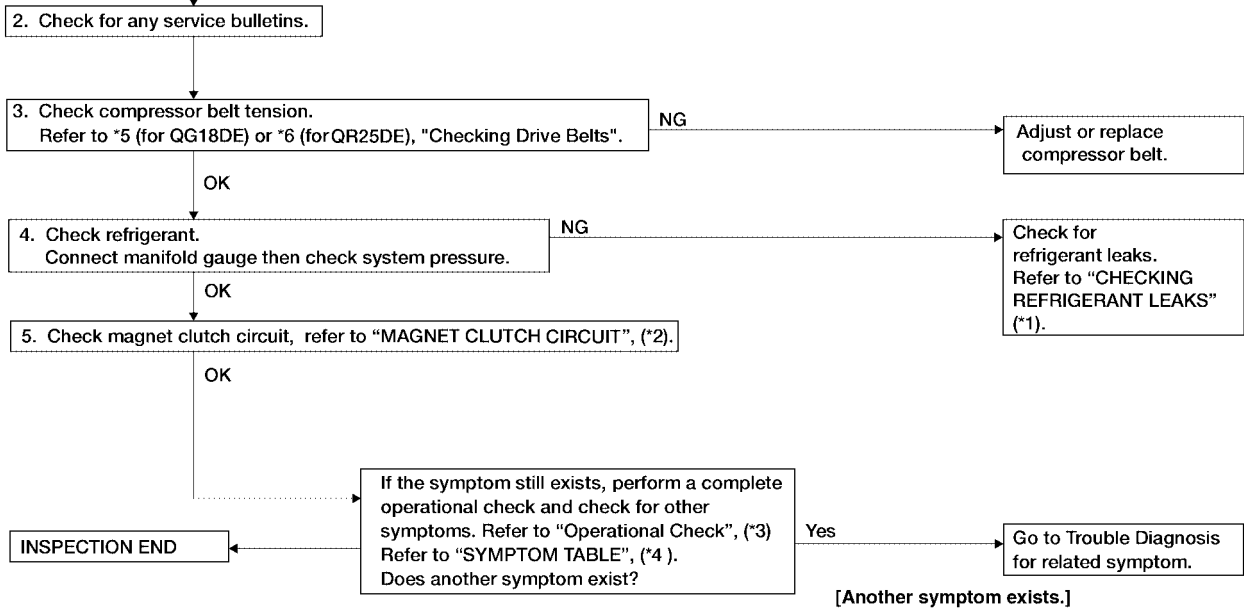 2. Check for any service bulletins.
3. Check compressor belt tension.
Refer to *5 (for QG18DE) or *6 (for QR25DE), "Checking Drive Belts".
NG
Adjust or replace
compressor belt.
OK
4. Check refrigerant.
Connect manifold gauge then check system pressure.
NG
Check for
refrigerant leaks.
Refer to “CHECKING
REFRIGERANT LEAKS”
(*1).
OK
5. Check magnet clutch circuit, refer to “MAGNET CLUTCH CIRCUIT”, (*2).
OK
If the symptom still exists, perform a complete
operational check and check for other
symptoms. Refer to “Operational Check”, (*3)
Refer to “SYMPTOM TABLE”, (*4 ).
Does another symptom exist?
INSPECTION END
Yes
Go to Trouble Diagnosis
for related symptom.
[Another symptom exists.]